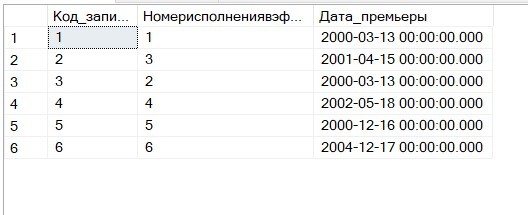 Код_запи... Номерисполнениявэф... Дата_премьеры
1 1 1 2000-03-13 00:00:00.000
2 2 3 2001-04-15 00:00:00.000
3 3 2 2000-03-13 00:00:00.000
4 4 4 2002-05-18 00:00:00.000
5 5 5 2000-12-16 00:00:00.000
6 6 6 2004-12-17 00:00:00.000